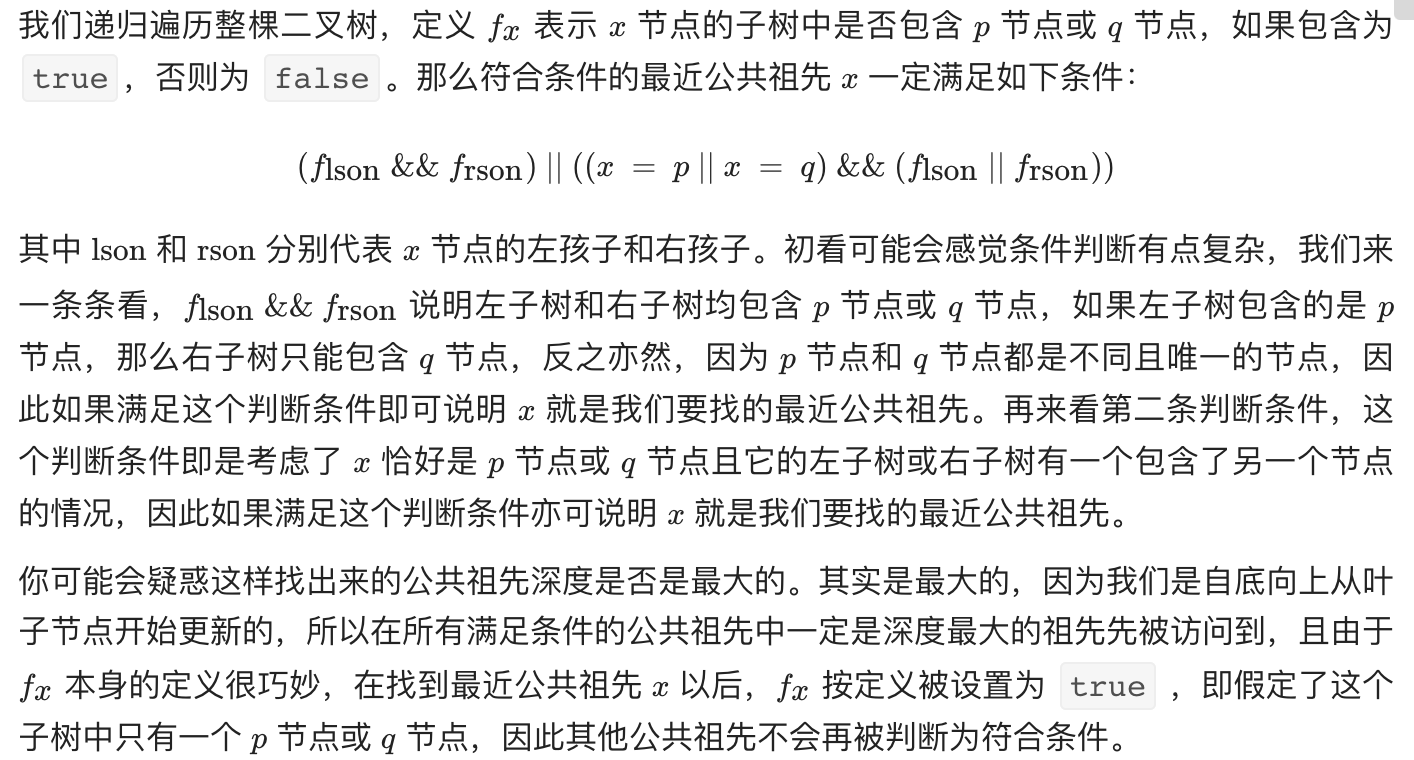 我们递归遍历整棵二叉树，定义 fx 表示 x 节点的子树中是否包含 p 节点或 q 节点，如果包含为
true ，否则为 false 。那么符合条件的最近公共祖先 x 一定满足如下条件：
(flson && frson) || ((x = p || x = q) && (flson || frson))
其中 lson 和 rson 分别代表 x 节点的左孩子和右孩子。初看可能会感觉条件判断有点复杂，我们来
一条条看，flson && frson 说明左子树和右子树均包含 p 节点或 q 节点，如果左子树包含的是 p
节点，那么右子树只能包含 q 节点，反之亦然，因为 p 节点和 q 节点都是不同且唯一的节点，因
此如果满足这个判断条件即可说明 x 就是我们要找的最近公共祖先。再来看第二条判断条件，这
个判断条件即是考虑了 x 恰好是 p 节点或 q 节点且它的左子树或右子树有一个包含了另一个节点
的情况，因此如果满足这个判断条件亦可说明 x 就是我们要找的最近公共祖先。
你可能会疑惑这样找出来的公共祖先深度是否是最大的。其实是最大的，因为我们是自底向上从叶
子节点开始更新的，所以在所有满足条件的公共祖先中一定是深度最大的祖先先被访问到，且由于
fx 本身的定义很巧妙，在找到最近公共祖先 x 以后，fx 按定义被设置为 true ，即假定了这个
子树中只有一个 p 节点或 q 节点，因此其他公共祖先不会再被判断为符合条件。